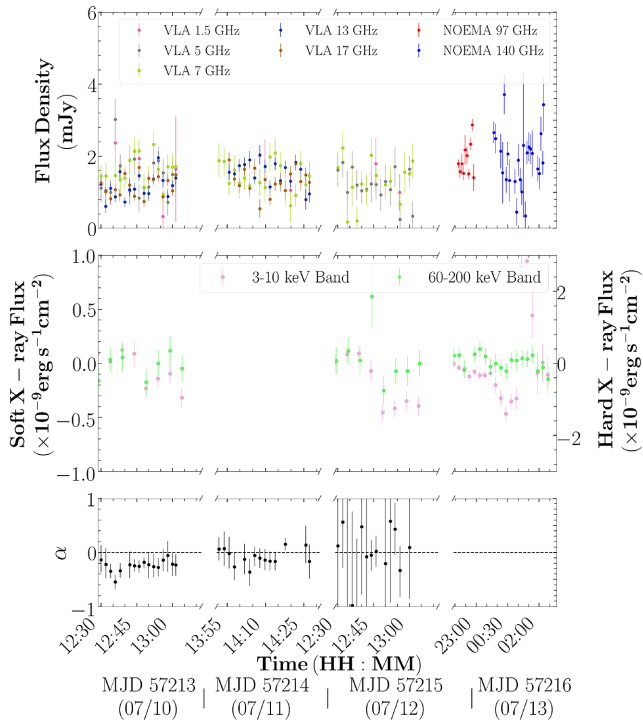 VLA 1.5 GHz VLA 13 GHz NOEMA 97 GHz
VLA 5 GHz VLA 17 GHz NOEMA 140 GHz
VLA 7 GHz
Flux Density
(mJy)
6
4
2
0
3-10 keV Band 60-200 keV Band
Soft X − ray Flux
(×10⁻⁹erg s⁻¹cm⁻²)
1.0
0.5
0.0
−0.5
−1.0
2
0
−2
Hard X − ray Flux
(×10⁻⁹erg s⁻¹cm⁻²)
α
1
0
−1
12:30 12:45 13:00 13:55 14:10 14:25 12:30 13:00 23:00 00:30 02:00
Time (HH : MM)
MJD 57213 | MJD 57214 | MJD 57215 | MJD 57216
(07/10) (07/11) (07/12) (07/13)